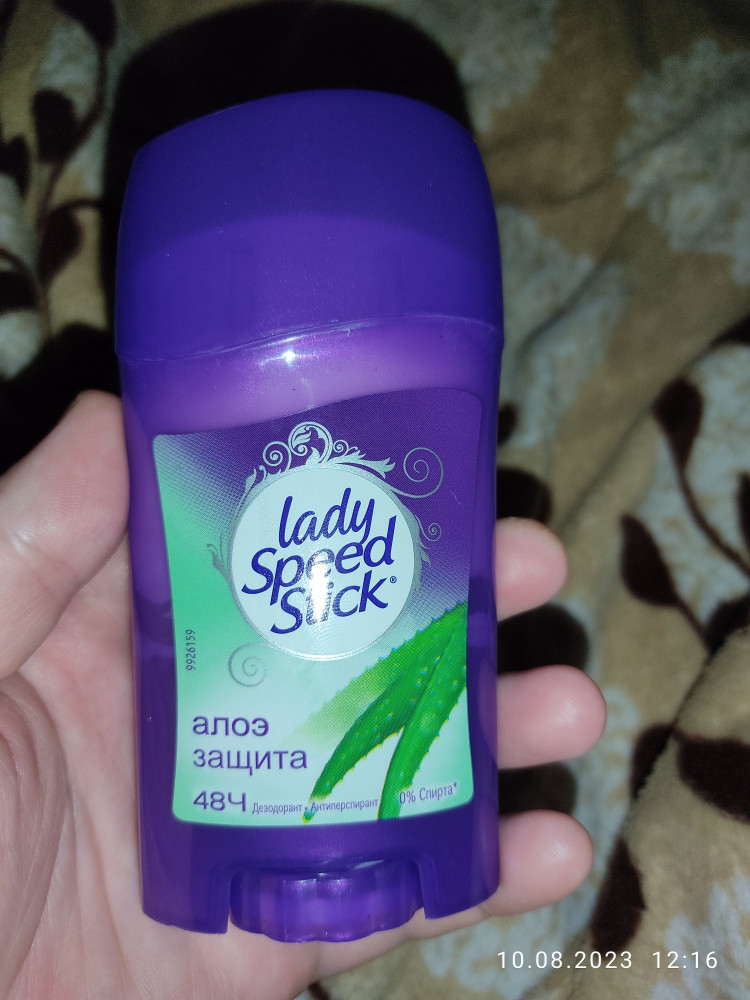 lady
Speed
Stick®
9926159
алоэ
защита
48Ч Дезодорант • Антиперспирант 0% Спирта*
10.08.2023 12:16